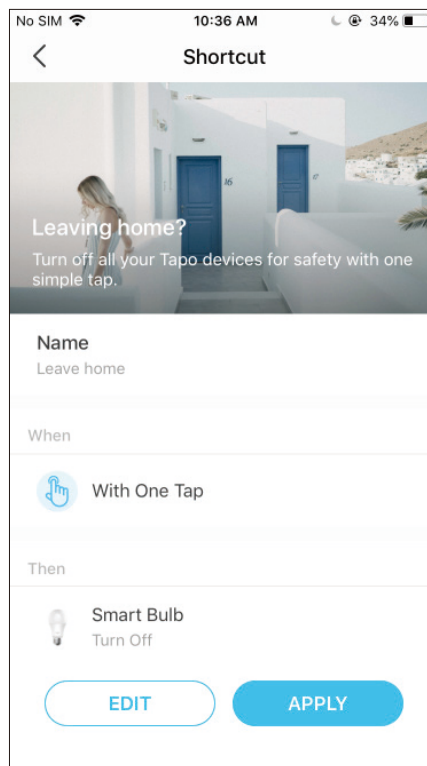 No SIM 10:36 AM 34%
Shortcut
16
Leaving home?
Turn off all your Tapo devices for safety with one
simple tap.
Name
Leave home
When
With One Tap
Then
Smart Bulb
Turn Off
EDIT APPLY